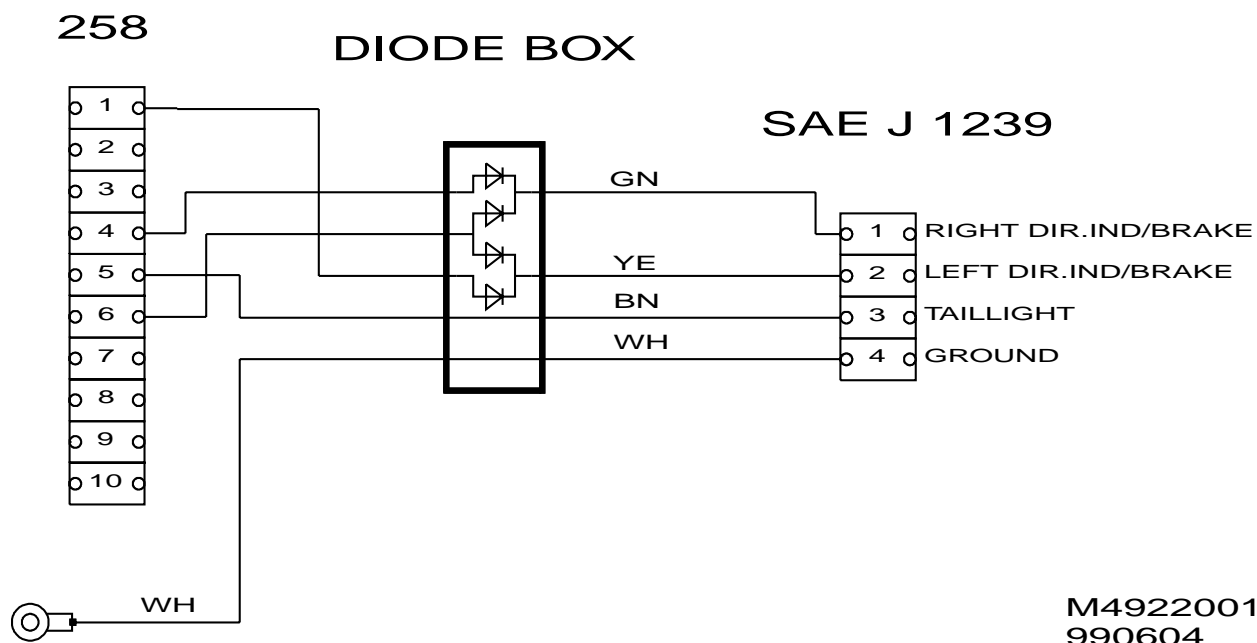 258
DIODE BOX
SAE J 1239
1
2
3
4
5
6
7
8
9
10
GN
YE
BN
WH
1 RIGHT DIR.IND/BRAKE
2 LEFT DIR.IND/BRAKE
3 TAILLIGHT
4 GROUND
WH
M4922001
990604